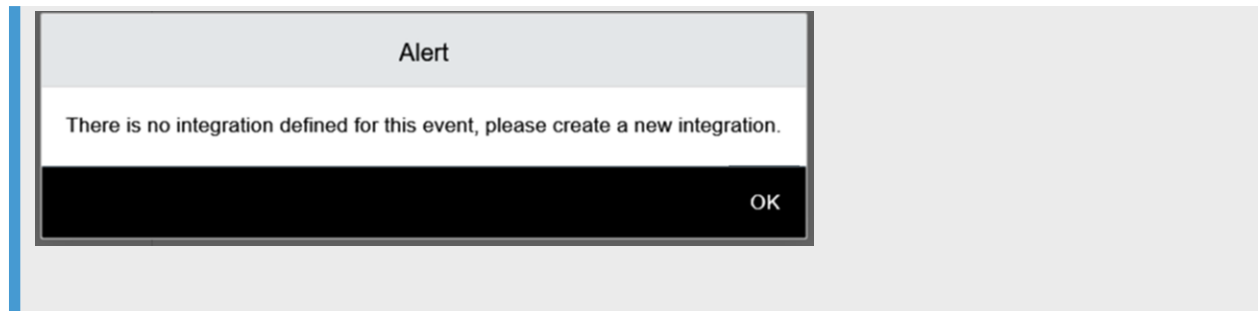 Alert
There is no integration defined for this event, please create a new integration.
OK